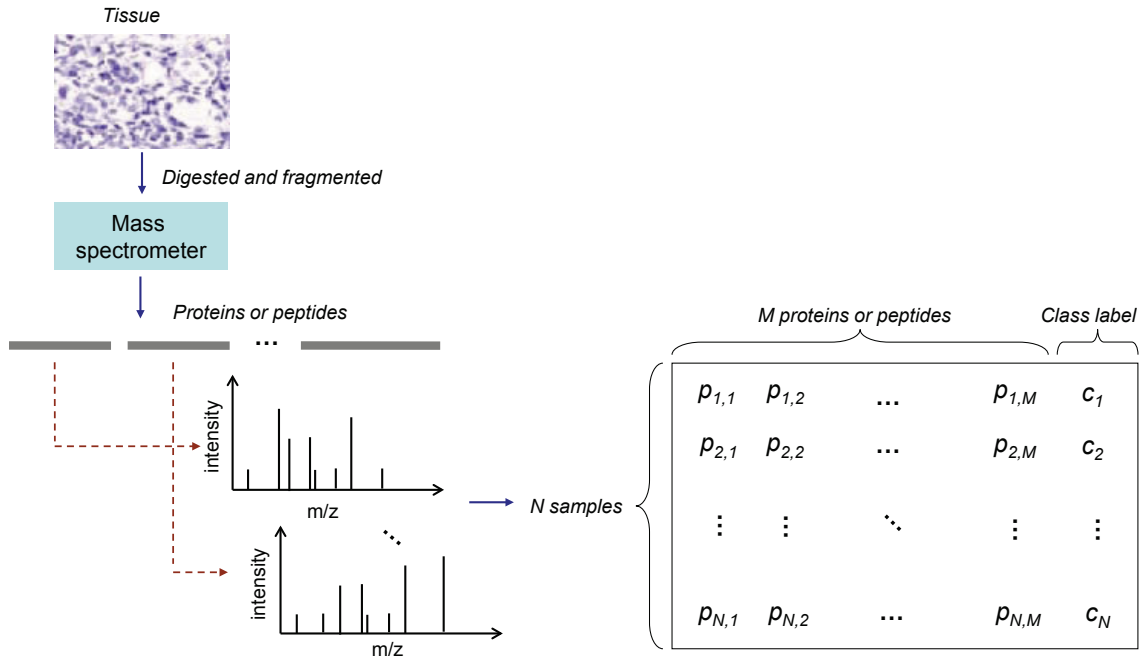 Tissue
Digested and fragmented
Mass
spectrometer
Proteins or peptides
...
intensity
m/z
intensity
m/z
N samples
M proteins or peptides
Class label
p1,1 p1,2 ... p1,M c1
p2,1 p2,2 ... p2,M c2
⋮ ⋮ ⋱ ⋮ ⋮
pN,1 pN,2 ... pN,M cN